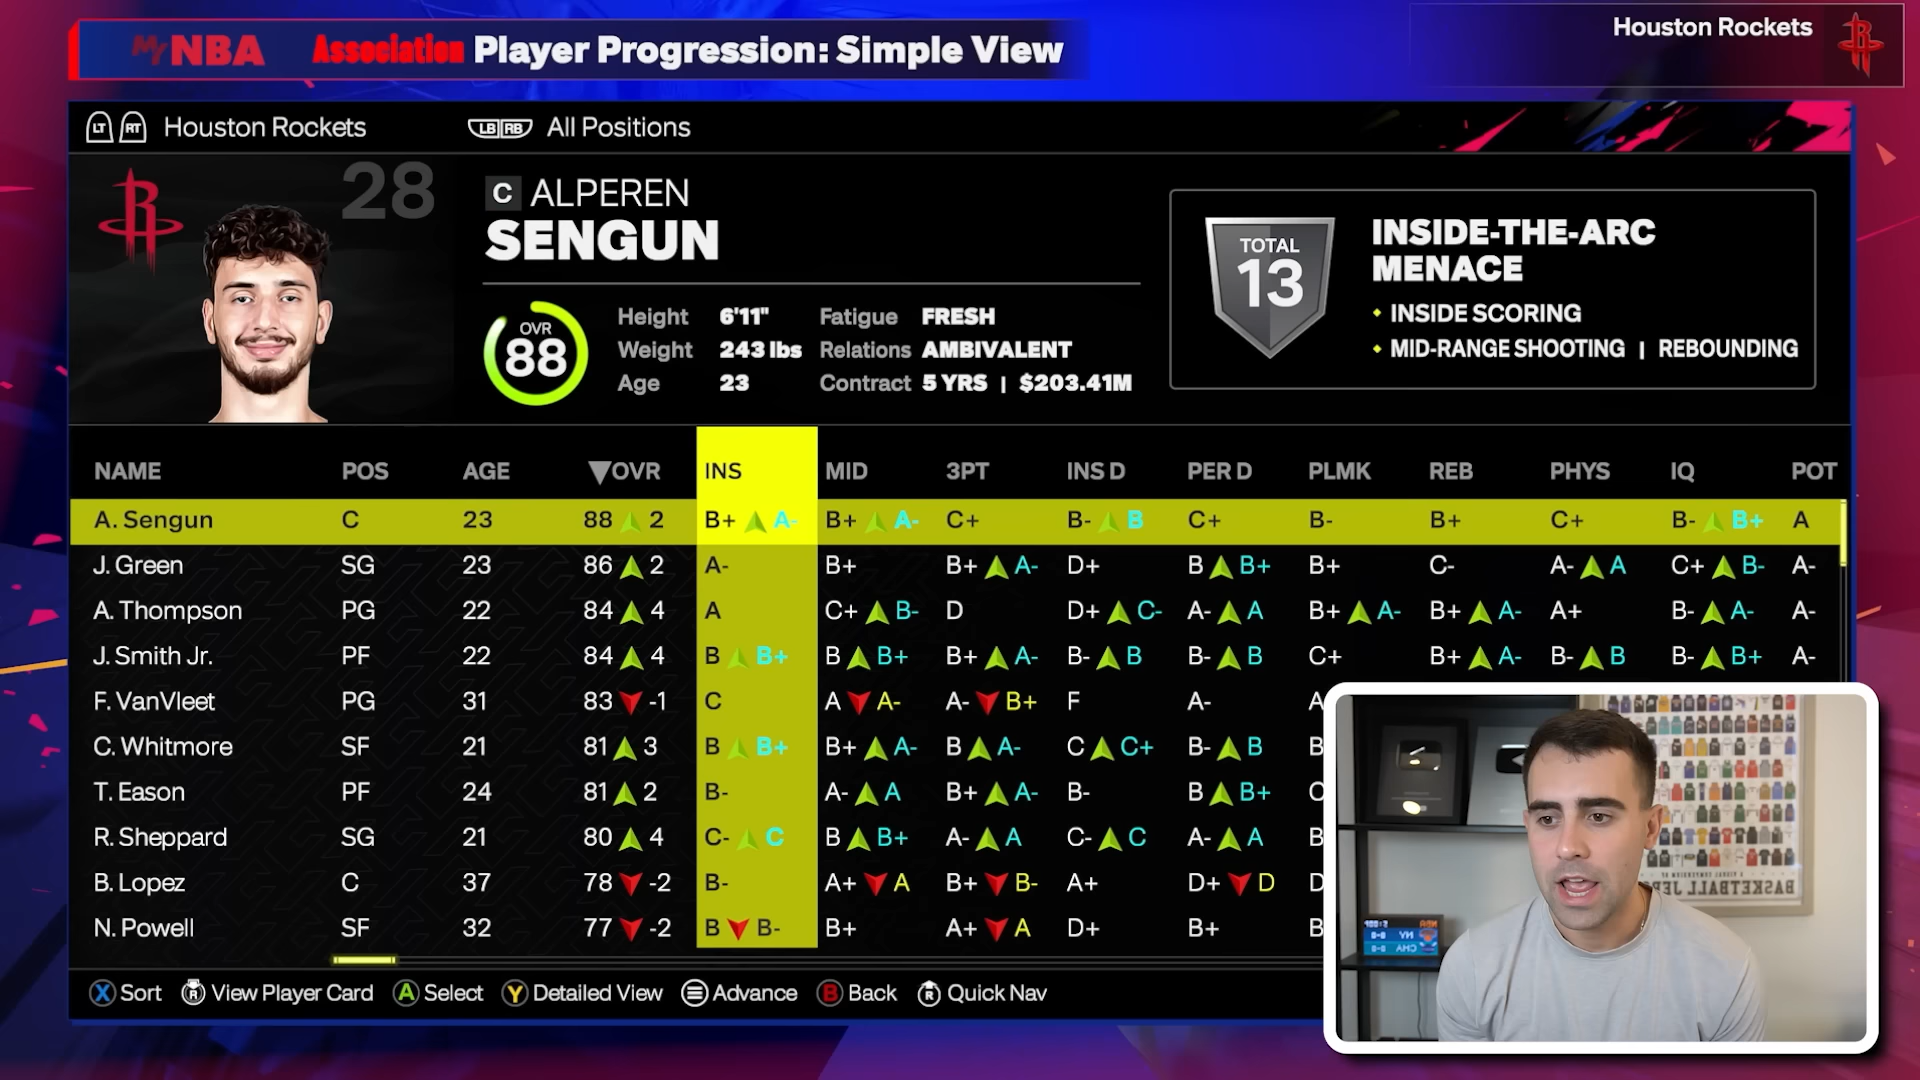 MyNBA Association Player Progression: Simple View
Houston Rockets
LT RT Houston Rockets LB RB All Positions
28
C ALPEREN
SENGUN
OVR
88
Height 6'11" Fatigue FRESH
Weight 243 lbs Relations AMBIVALENT
Age 23 Contract 5 YRS | $203.41M
TOTAL
13
INSIDE-THE-ARC
MENACE
INSIDE SCORING
MID-RANGE SHOOTING | REBOUNDING
NAME POS AGE OVR INS MID 3PT INS D PER D PLMK REB PHYS IQ POT
A. Sengun C 23 88 2 B+ A- B+ A- C+ B- B C+ B- B+ C+ B- B+ A
J. Green SG 23 86 2 A- B+ B+ A- D+ B B+ B+ C- A- A C+ B- A-
A. Thompson PG 22 84 4 A C+ B- D D+ C- A- A B+ A- B+ A- A+ B- A- A-
J. Smith Jr. PF 22 84 4 B B+ B B+ B+ A- B- B B- B C+ B+ A- B- B B- B+ A-
F. VanVleet PG 31 83 -1 C A A- A- B+ F A- A
C. Whitmore SF 21 81 3 B B+ B+ A- B A- C C+ B- B B
T. Eason PF 24 81 2 B- A- A B+ A- B- B B+ C
R. Sheppard SG 21 80 4 C- C B B+ A- A C- C A- A B
B. Lopez C 37 78 -2 B- A+ A B+ B- A+ D+ D D
N. Powell SF 32 77 -2 B B- B+ A+ A D+ B+ B
X Sort R View Player Card A Select Y Detailed View Advance B Back R Quick Nav
BASKETBALL JER